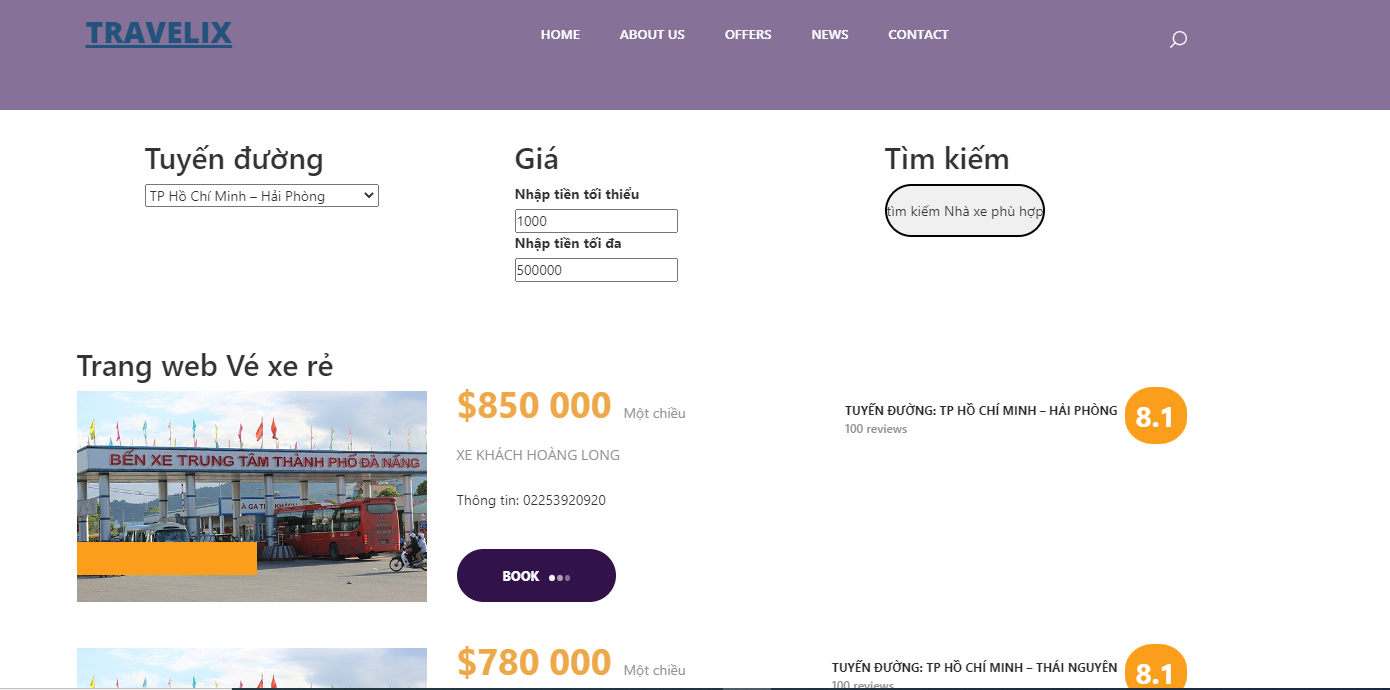 TRAVELIX
HOME ABOUT US OFFERS NEWS CONTACT
Tuyến đường
TP Hồ Chí Minh – Hải Phòng
Giá
Nhập tiền tối thiểu
1000
Nhập tiền tối đa
500000
Tìm kiếm
tìm kiếm Nhà xe phù hợp
Trang web Vé xe rẻ
BẾN XE TRUNG TÂM THÀNH PHỐ ĐÀ NẴNG
$850 000 Một chiều
XE KHÁCH HOÀNG LONG
Thông tin: 02253920920
BOOK
TUYẾN ĐƯỜNG: TP HỒ CHÍ MINH – HẢI PHÒNG
100 reviews
8.1
$780 000 Một chiều
TUYẾN ĐƯỜNG: TP HỒ CHÍ MINH – THÁI NGUYÊN
100 reviews
8.1